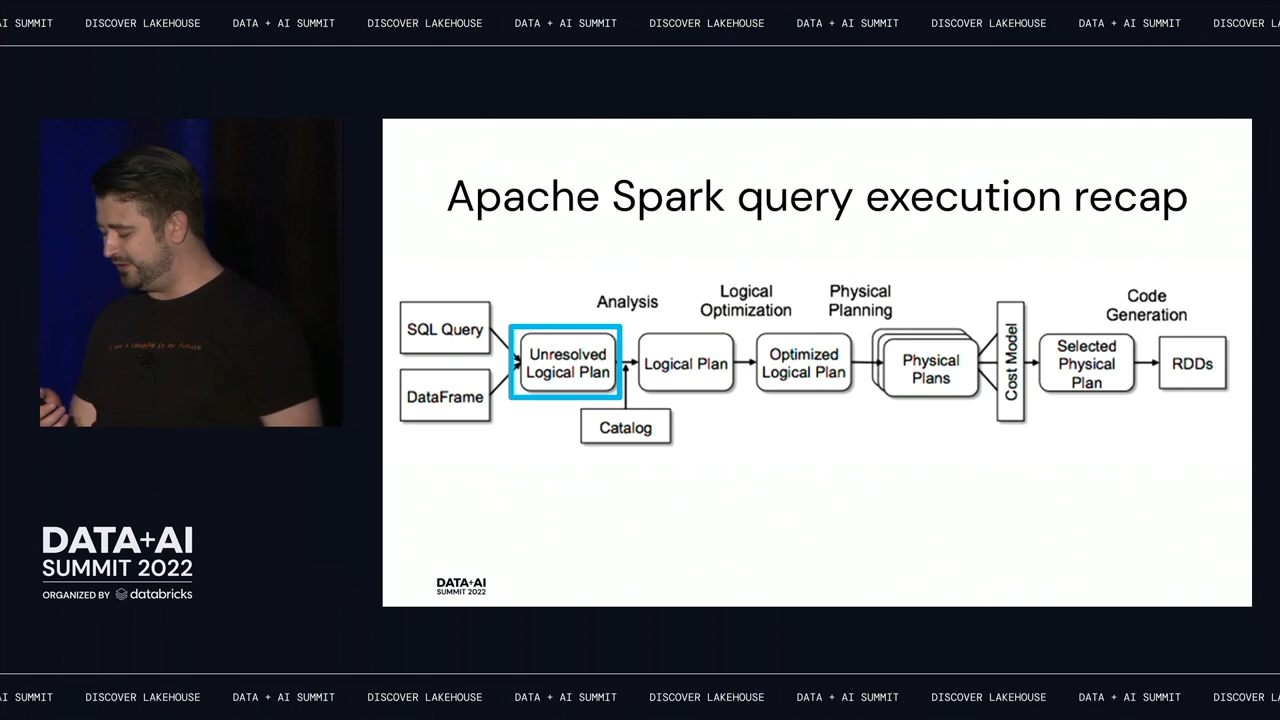 AI SUMMIT DISCOVER LAKEHOUSE DATA + AI SUMMIT DISCOVER LAKEHOUSE DATA + AI SUMMIT DISCOVER LAKEHOUSE DATA + AI SUMMIT DISCOVER LAKEHOUSE DATA + AI SUMMIT DISCOVER LA
Apache Spark query execution recap
SQL Query
DataFrame
Unresolved
Logical Plan
Analysis
Catalog
Logical Plan
Logical
Optimization
Optimized
Logical Plan
Physical
Planning
Physical
Plans
Cost Model
Selected
Physical
Plan
Code
Generation
RDDs
DATA+AI
SUMMIT 2022
DATA+AI
SUMMIT 2022
ORGANIZED BY databricks
AI SUMMIT DISCOVER LAKEHOUSE DATA + AI SUMMIT DISCOVER LAKEHOUSE DATA + AI SUMMIT DISCOVER LAKEHOUSE DATA + AI SUMMIT DISCOVER LAKEHOUSE DATA + AI SUMMIT DISCOVER LA